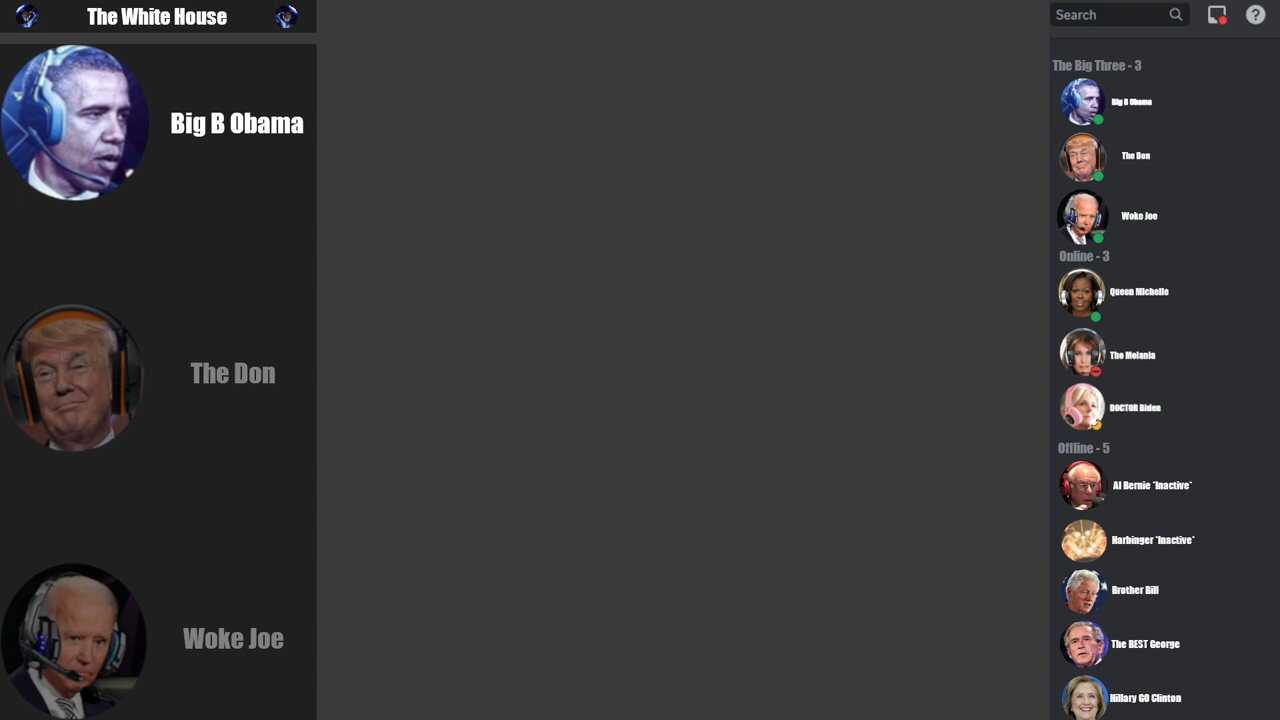 The White House
Big B Obama
The Don
Woke Joe
Search
?
The Big Three - 3
Big B Obama
The Don
Woke Joe
Online - 3
Queen Michelle
The Melania
DOCTOR Biden
Offline - 5
AI Bernie *Inactive*
Harbinger *Inactive*
Brother Bill
The BEST George
Hillary GO Clinton